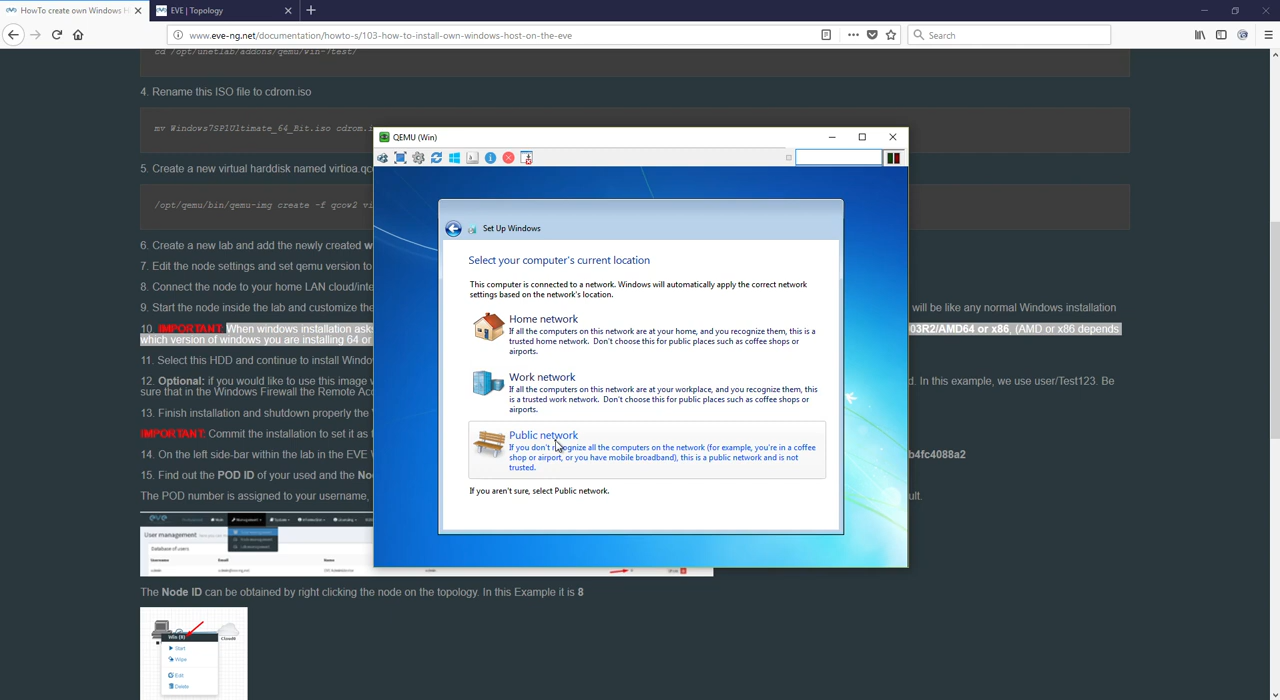 HowTo create own Windows H
EVE | Topology
www.eve-ng.net/documentation/howto-s/103-how-to-install-own-windows-host-on-the-eve
Search
cd /opt/unetlab/addons/qemu/win-7test/
4. Rename this ISO file to cdrom.iso
mv Windows7SP1Ultimate_64_Bit.iso cdrom.i
5. Create a new virtual harddisk named virtioa.qc
/opt/qemu/bin/qemu-img create -f qcow2 vi
6. Create a new lab and add the newly created w
7. Edit the node settings and set qemu version to
8. Connect the node to your home LAN cloud/inte
9. Start the node inside the lab and customize the
will be like any normal Windows installation
10. IMPORTANT: When windows installation asks
03R2/AMD64 or x86, (AMD or x86 depends
which version of windows you are installing 64 or
11. Select this HDD and continue to install Windo
12. Optional: if you would like to use this image w
d. In this example, we use user/Test123. Be
sure that in the Windows Firewall the Remote Acc
13. Finish installation and shutdown properly the
IMPORTANT: Commit the installation to set it as t
14. On the left side-bar within the lab in the EVE
b4fc4088a2
15. Find out the POD ID of your used and the No
The POD number is assigned to your username,
ult.
User management
Database of users
Username
Email
Name
The Node ID can be obtained by right clicking the node on the topology. In this Example it is 8
Win (8)
Start
Wipe
Edit
Delete
QEMU (Win)
Set Up Windows
Select your computer's current location
This computer is connected to a network. Windows will automatically apply the correct network
settings based on the network's location.
Home network
If all the computers on this network are at your home, and you recognize them, this is a
trusted home network. Don't choose this for public places such as coffee shops or
airports.
Work network
If all the computers on this network are at your workplace, and you recognize them, this
is a trusted work network. Don't choose this for public places such as coffee shops or
airports.
Public network
If you don't recognize all the computers on the network (for example, you're in a coffee
shop or airport, or you have mobile broadband), this is a public network and is not
trusted.
If you aren't sure, select Public network.